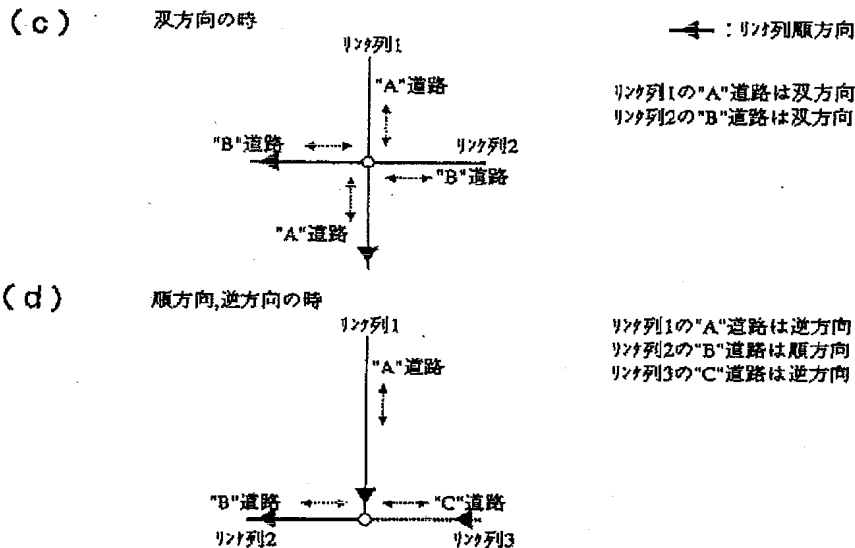 (c) 双方向の時
：リンク列順方向
リンク列1
"A"道路
リンク列1の"A"道路は双方向
リンク列2の"B"道路は双方向
"B"道路
リンク列2
"B"道路
"A"道路
(d) 順方向,逆方向の時
リンク列1
リンク列1の"A"道路は逆方向
リンク列2の"B"道路は順方向
リンク列3の"C"道路は逆方向
"A"道路
"B"道路
"C"道路
リンク列2
リンク列3